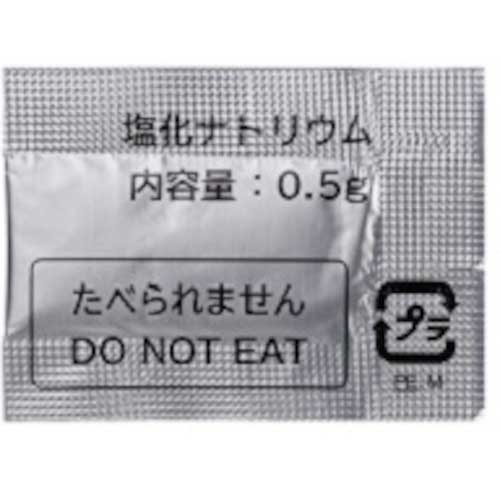 塩化ナトリウム
内容量：0.5g
たべられません
DO NOT EAT
プラ
PE, M